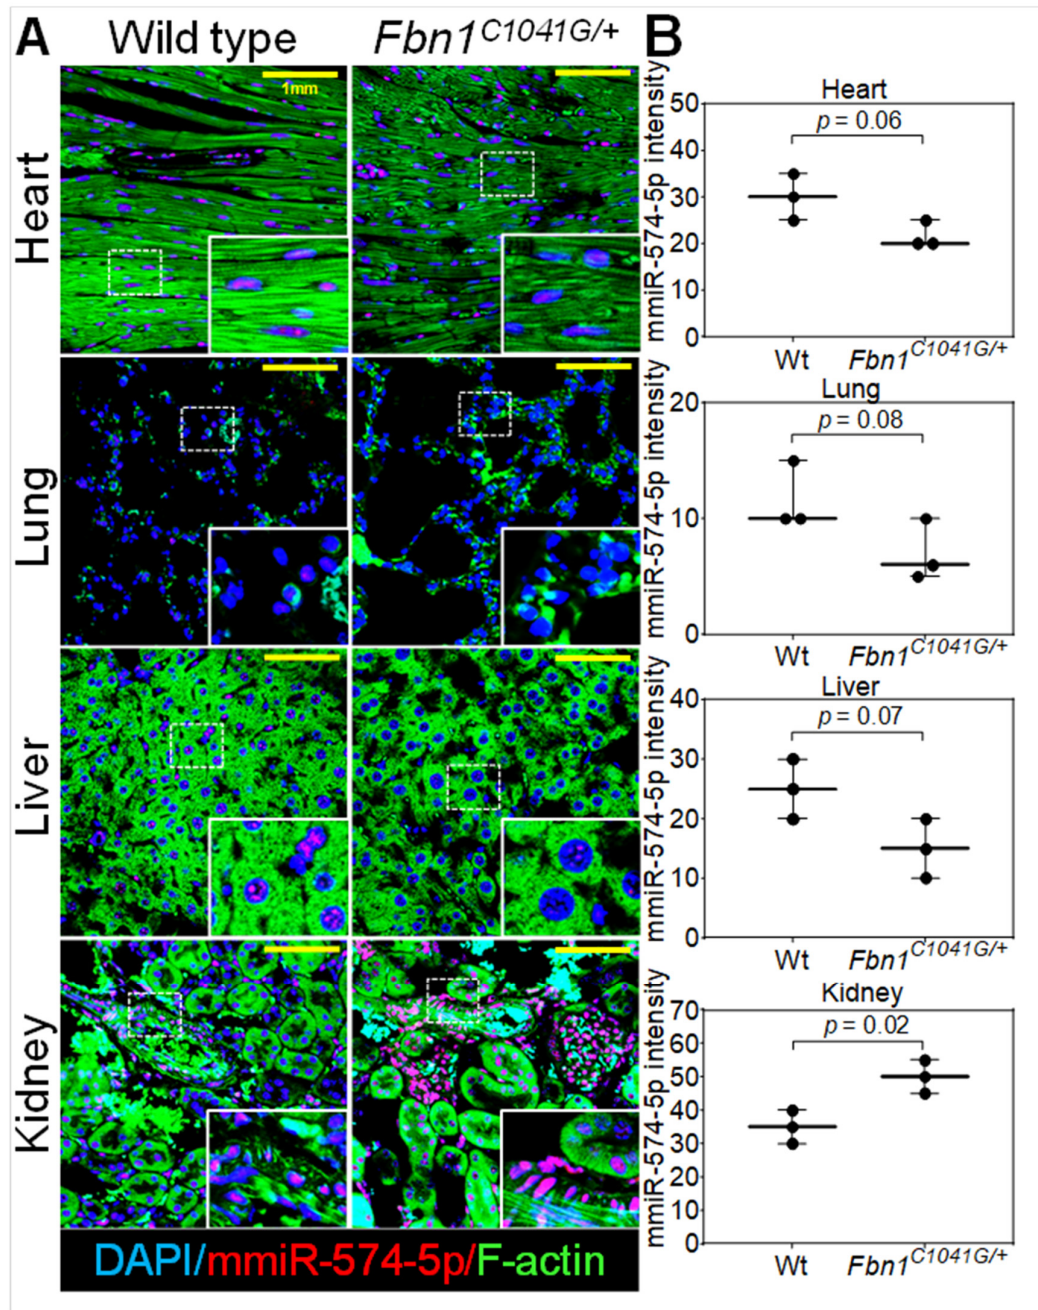 A
Wild type
Fbn1C1041G/+
1mm
Heart
Lung
Liver
Kidney
DAPI/mmiR-574-5p/F-actin
B
Heart
mmiR-574-5p intensity
50
40
30
20
10
0
p = 0.06
Wt
Fbn1C1041G/+
Lung
mmiR-574-5p intensity
20
10
0
p = 0.08
Wt
Fbn1C1041G/+
Liver
mmiR-574-5p intensity
40
30
20
10
0
p = 0.07
Wt
Fbn1C1041G/+
Kidney
mmiR-574-5p intensity
70
60
50
40
30
20
10
0
p = 0.02
Wt
Fbn1C1041G/+